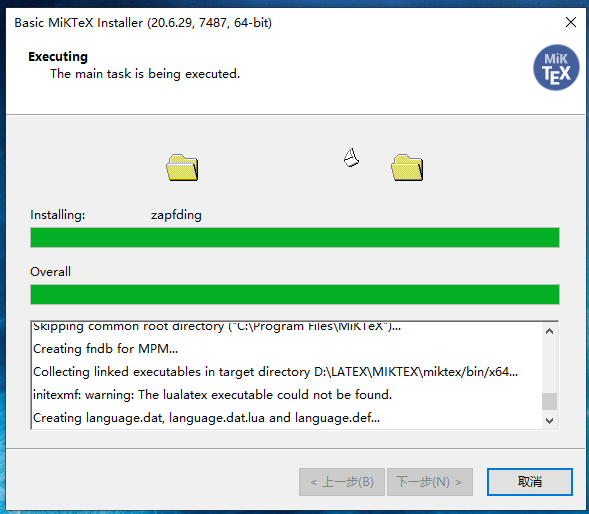 Basic MiKTeX Installer (20.6.29, 7487, 64-bit)
Executing
The main task is being executed.
MiK
TEX
Installing: zapfding
Overall
Skipping common root directory ("C:\Program Files\MiKTeX")...
Creating fndb for MPM...
Collecting linked executables in target directory D:\LATEX\MIKTEX\miktex/bin/x64...
initexmf: warning: The lualatex executable could not be found.
Creating language.dat, language.dat.lua and language.def...
< 上一步(B) 下一步(N) > 取消